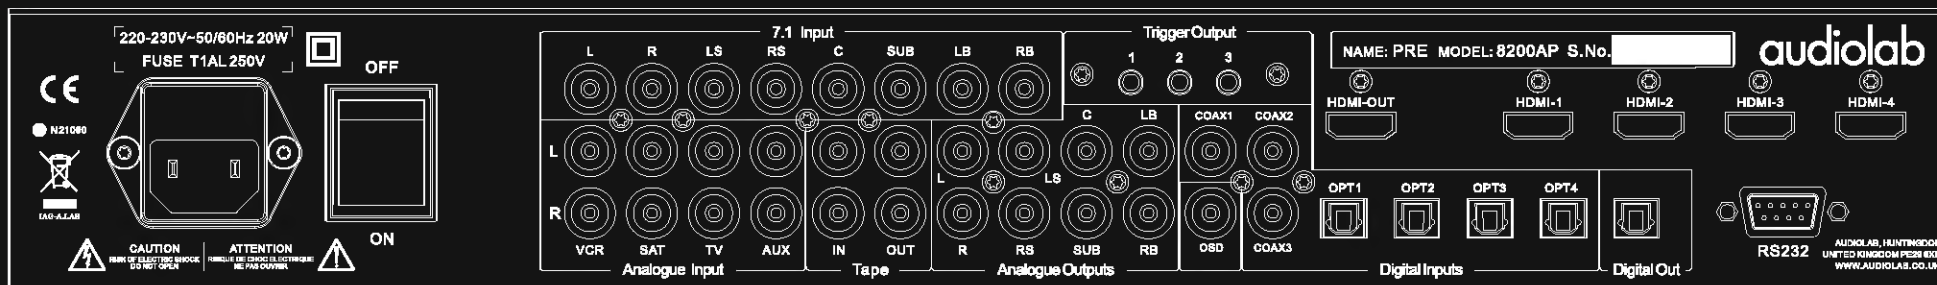 220-230V~50/60Hz 20W
FUSE T1AL 250V
OFF
ON
CE
N21060
IAG-A.LAB
CAUTION
RISK OF ELECTRIC SHOCK
DO NOT OPEN
ATTENTION
RISQUE DE CHOC ELECTRIQUE
NE PAS OUVRIR
7.1 Input
L R LS RS C SUB LB RB
L
R
VCR SAT TV AUX
Analogue Input
IN OUT
Tape
C LB
L LS
R RS SUB RB
Analogue Outputs
Trigger Output
1 2 3
COAX1 COAX2
OSD COAX3
OPT1 OPT2 OPT3 OPT4
Digital Inputs
Digital Out
NAME: PRE MODEL: 8200AP S.No.
audiolab
HDMI-OUT HDMI-1 HDMI-2 HDMI-3 HDMI-4
RS232
AUDIOLAB, HUNTINGDON
UNITED KINGDOM PE29
WWW.AUDIOLAB.CO.UK